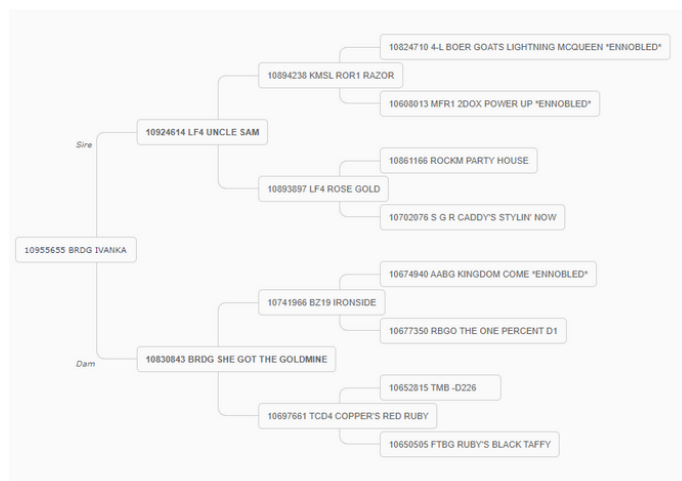 10824710 4-L BOER GOATS LIGHTNING MCQUEEN *ENNOBLED*
10894238 KMSL ROR1 RAZOR
10608013 MFR1 2DOX POWER UP *ENNOBLED*
10924614 LF4 UNCLE SAM
Sire
10861166 ROCKM PARTY HOUSE
10893897 LF4 ROSE GOLD
10702076 S G R CADDY'S STYLIN' NOW
10955655 BRDG IVANKA
10674940 AABG KINGDOM COME *ENNOBLED*
10741966 BZ19 IRONSIDE
10677350 RBGO THE ONE PERCENT D1
10830843 BRDG SHE GOT THE GOLDMINE
Dam
10652815 TMB -D226
10697661 TCD4 COPPER'S RED RUBY
10650505 FTBG RUBY'S BLACK TAFFY